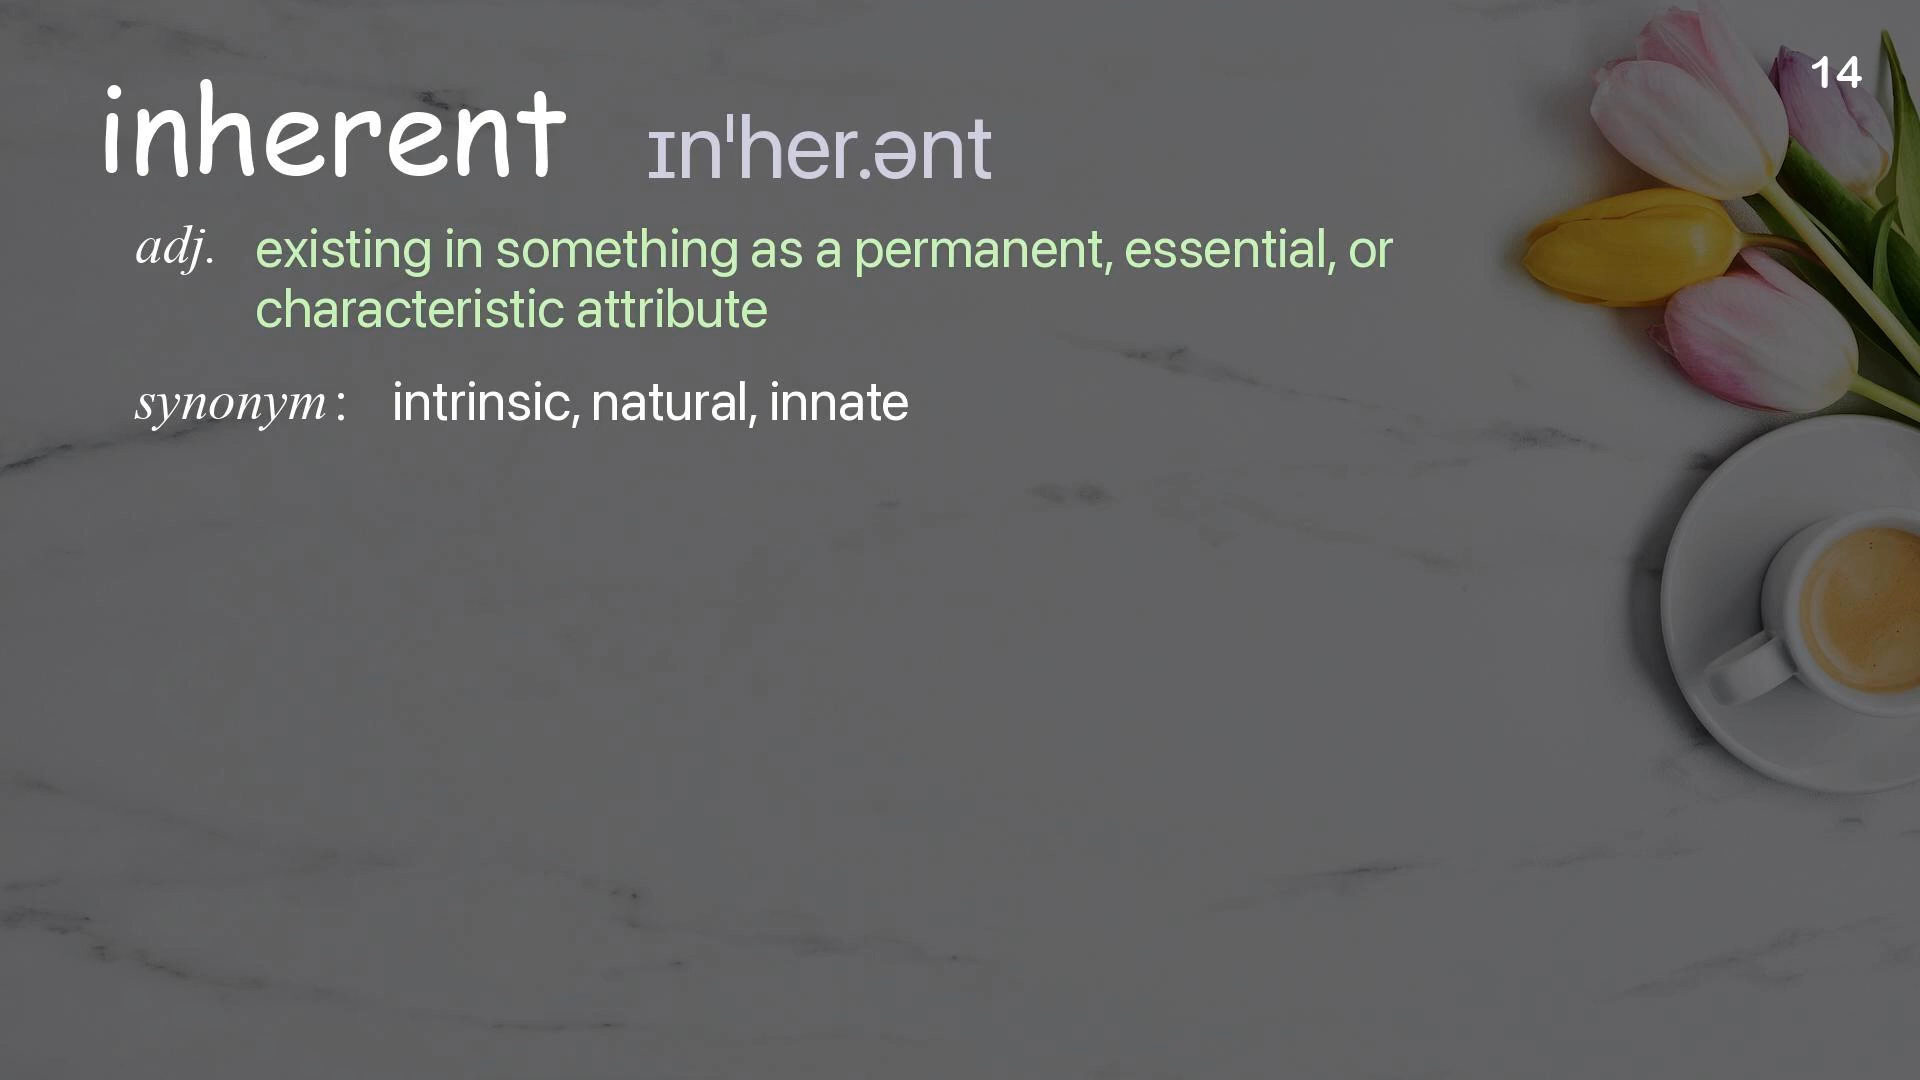 14
inherent ɪnˈher.ənt
adj. existing in something as a permanent, essential, or
characteristic attribute
synonym: intrinsic, natural, innate